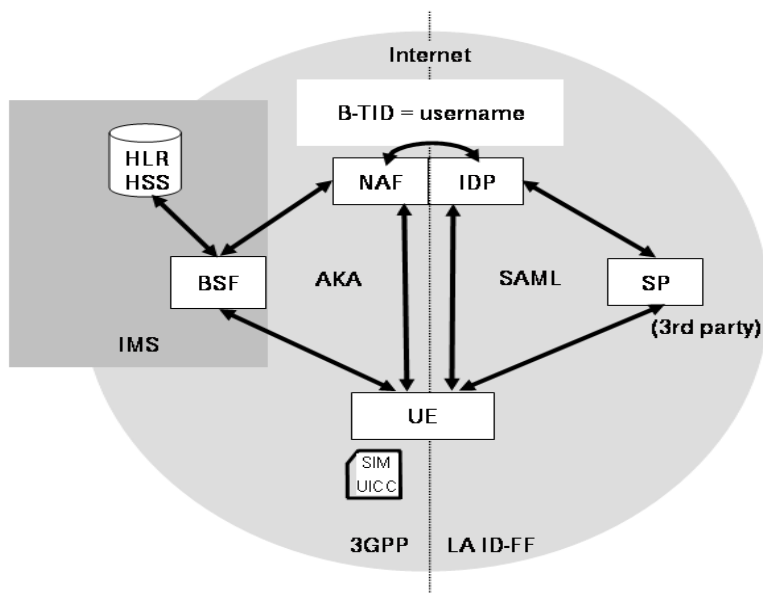 Internet
B-TID = username
HLR
HSS
NAF
IDP
BSF
AKA
SAML
SP
(3rd party)
IMS
UE
SIM
UICC
3GPP
LA ID-FF